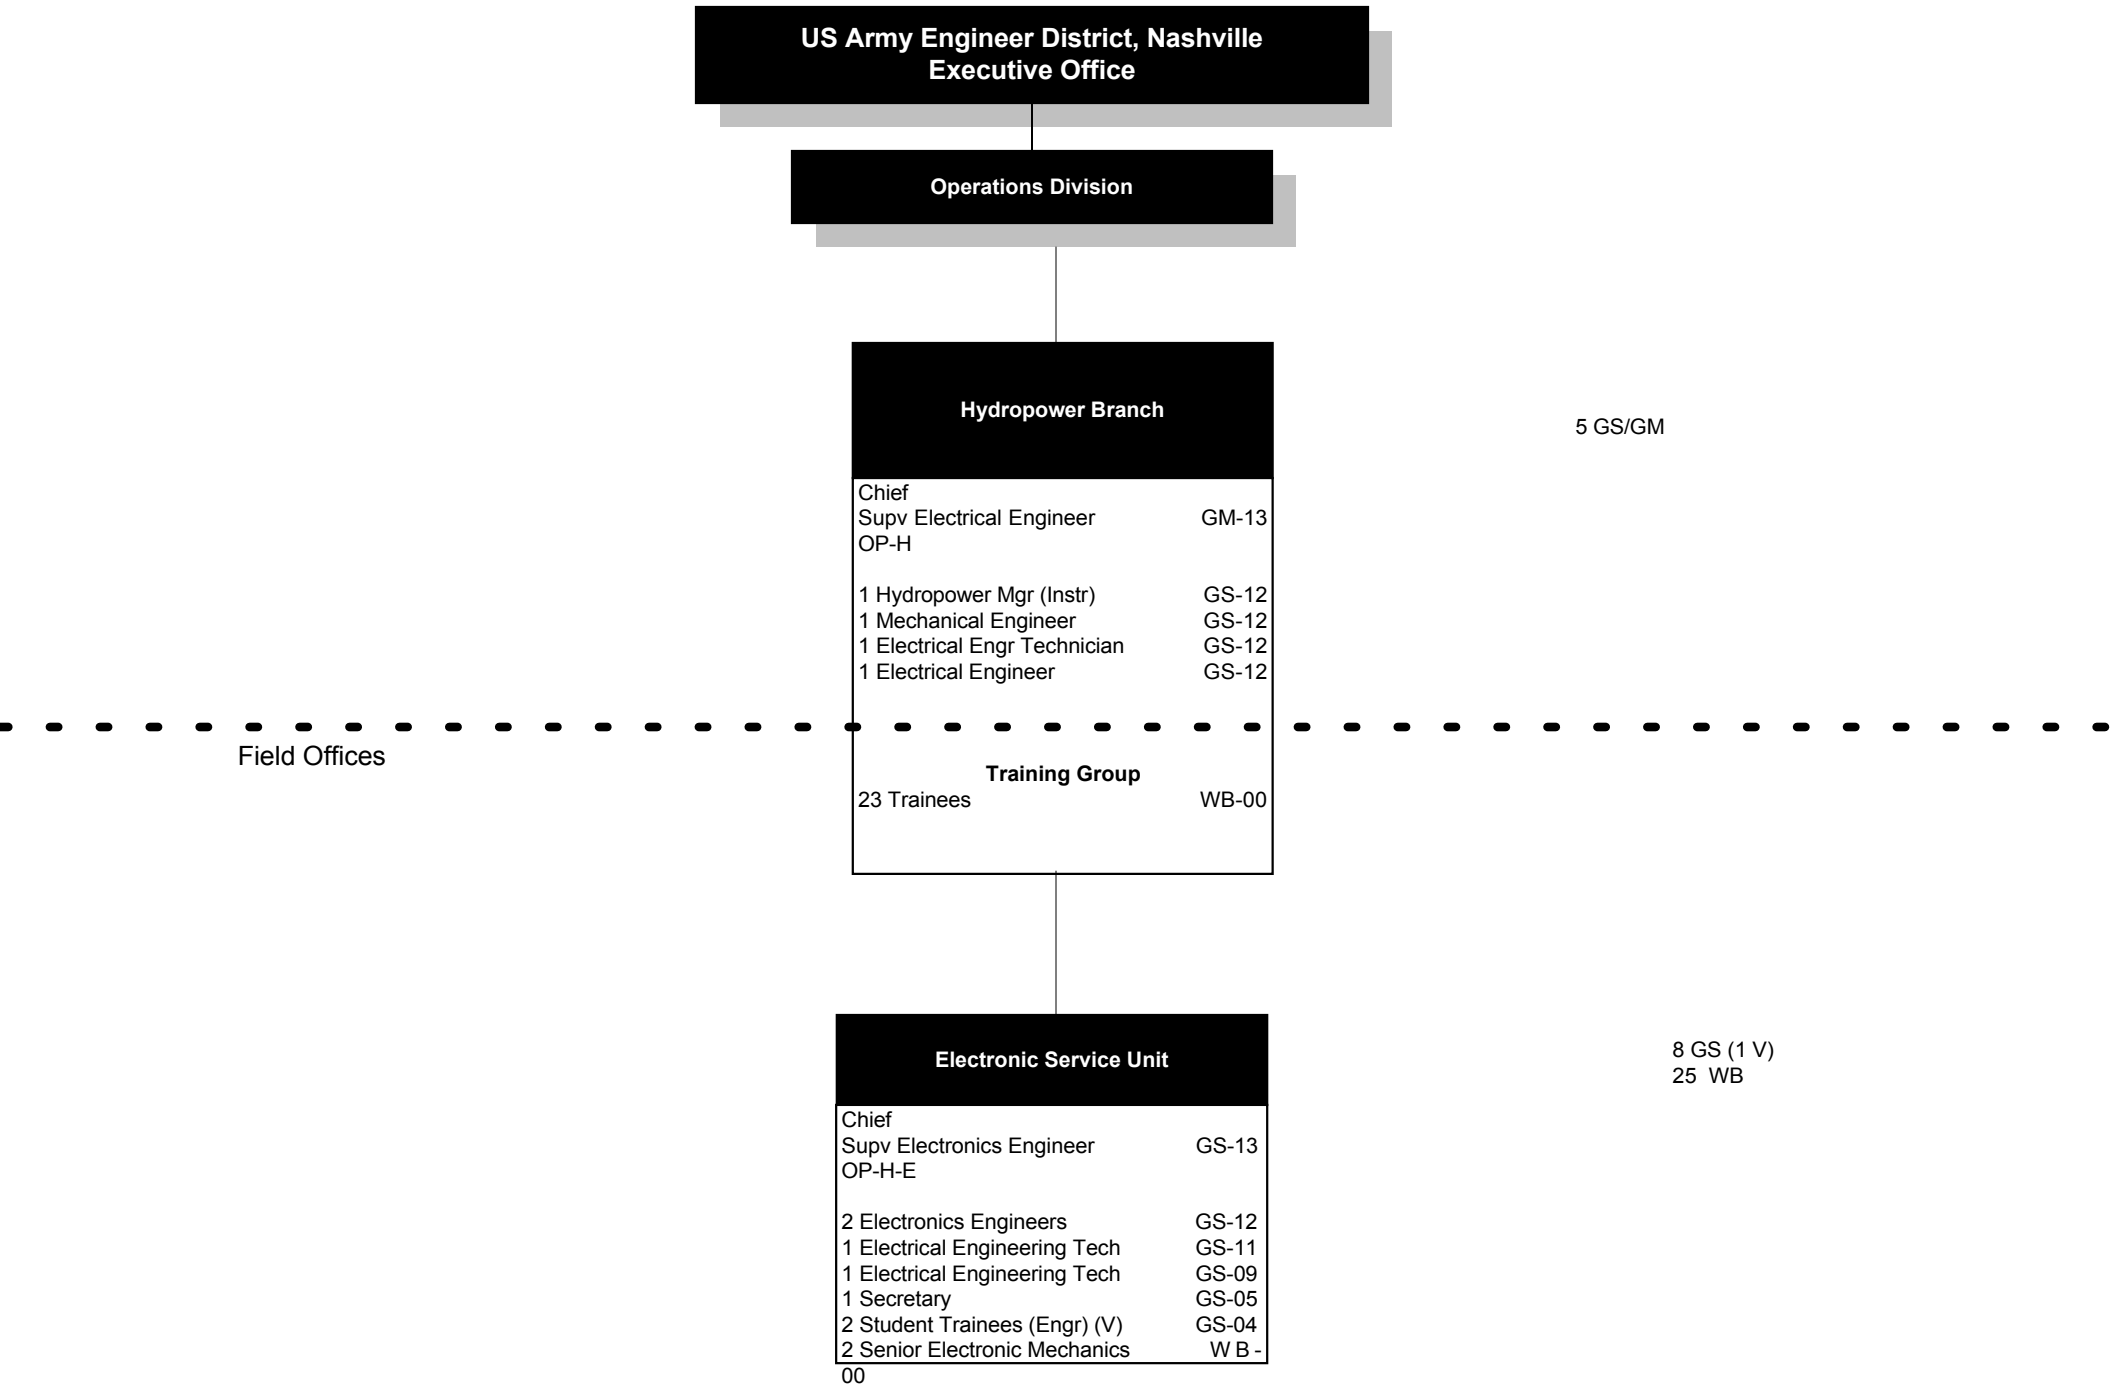 US Army Engineer District, Nashville
Executive Office
Operations Division
Hydropower Branch
5 GS/GM
Chief
Supv Electrical Engineer GM-13
OP-H
1 Hydropower Mgr (Instr) GS-12
1 Mechanical Engineer GS-12
1 Electrical Engr Technician GS-12
1 Electrical Engineer GS-12
Field Offices
Training Group
23 Trainees WB-00
Electronic Service Unit
8 GS (1 V)
25 WB
Chief
Supv Electronics Engineer GS-13
OP-H-E
2 Electronics Engineers GS-12
1 Electrical Engineering Tech GS-11
1 Electrical Engineering Tech GS-09
1 Secretary GS-05
2 Student Trainees (Engr) (V) GS-04
2 Senior Electronic Mechanics W B -
00